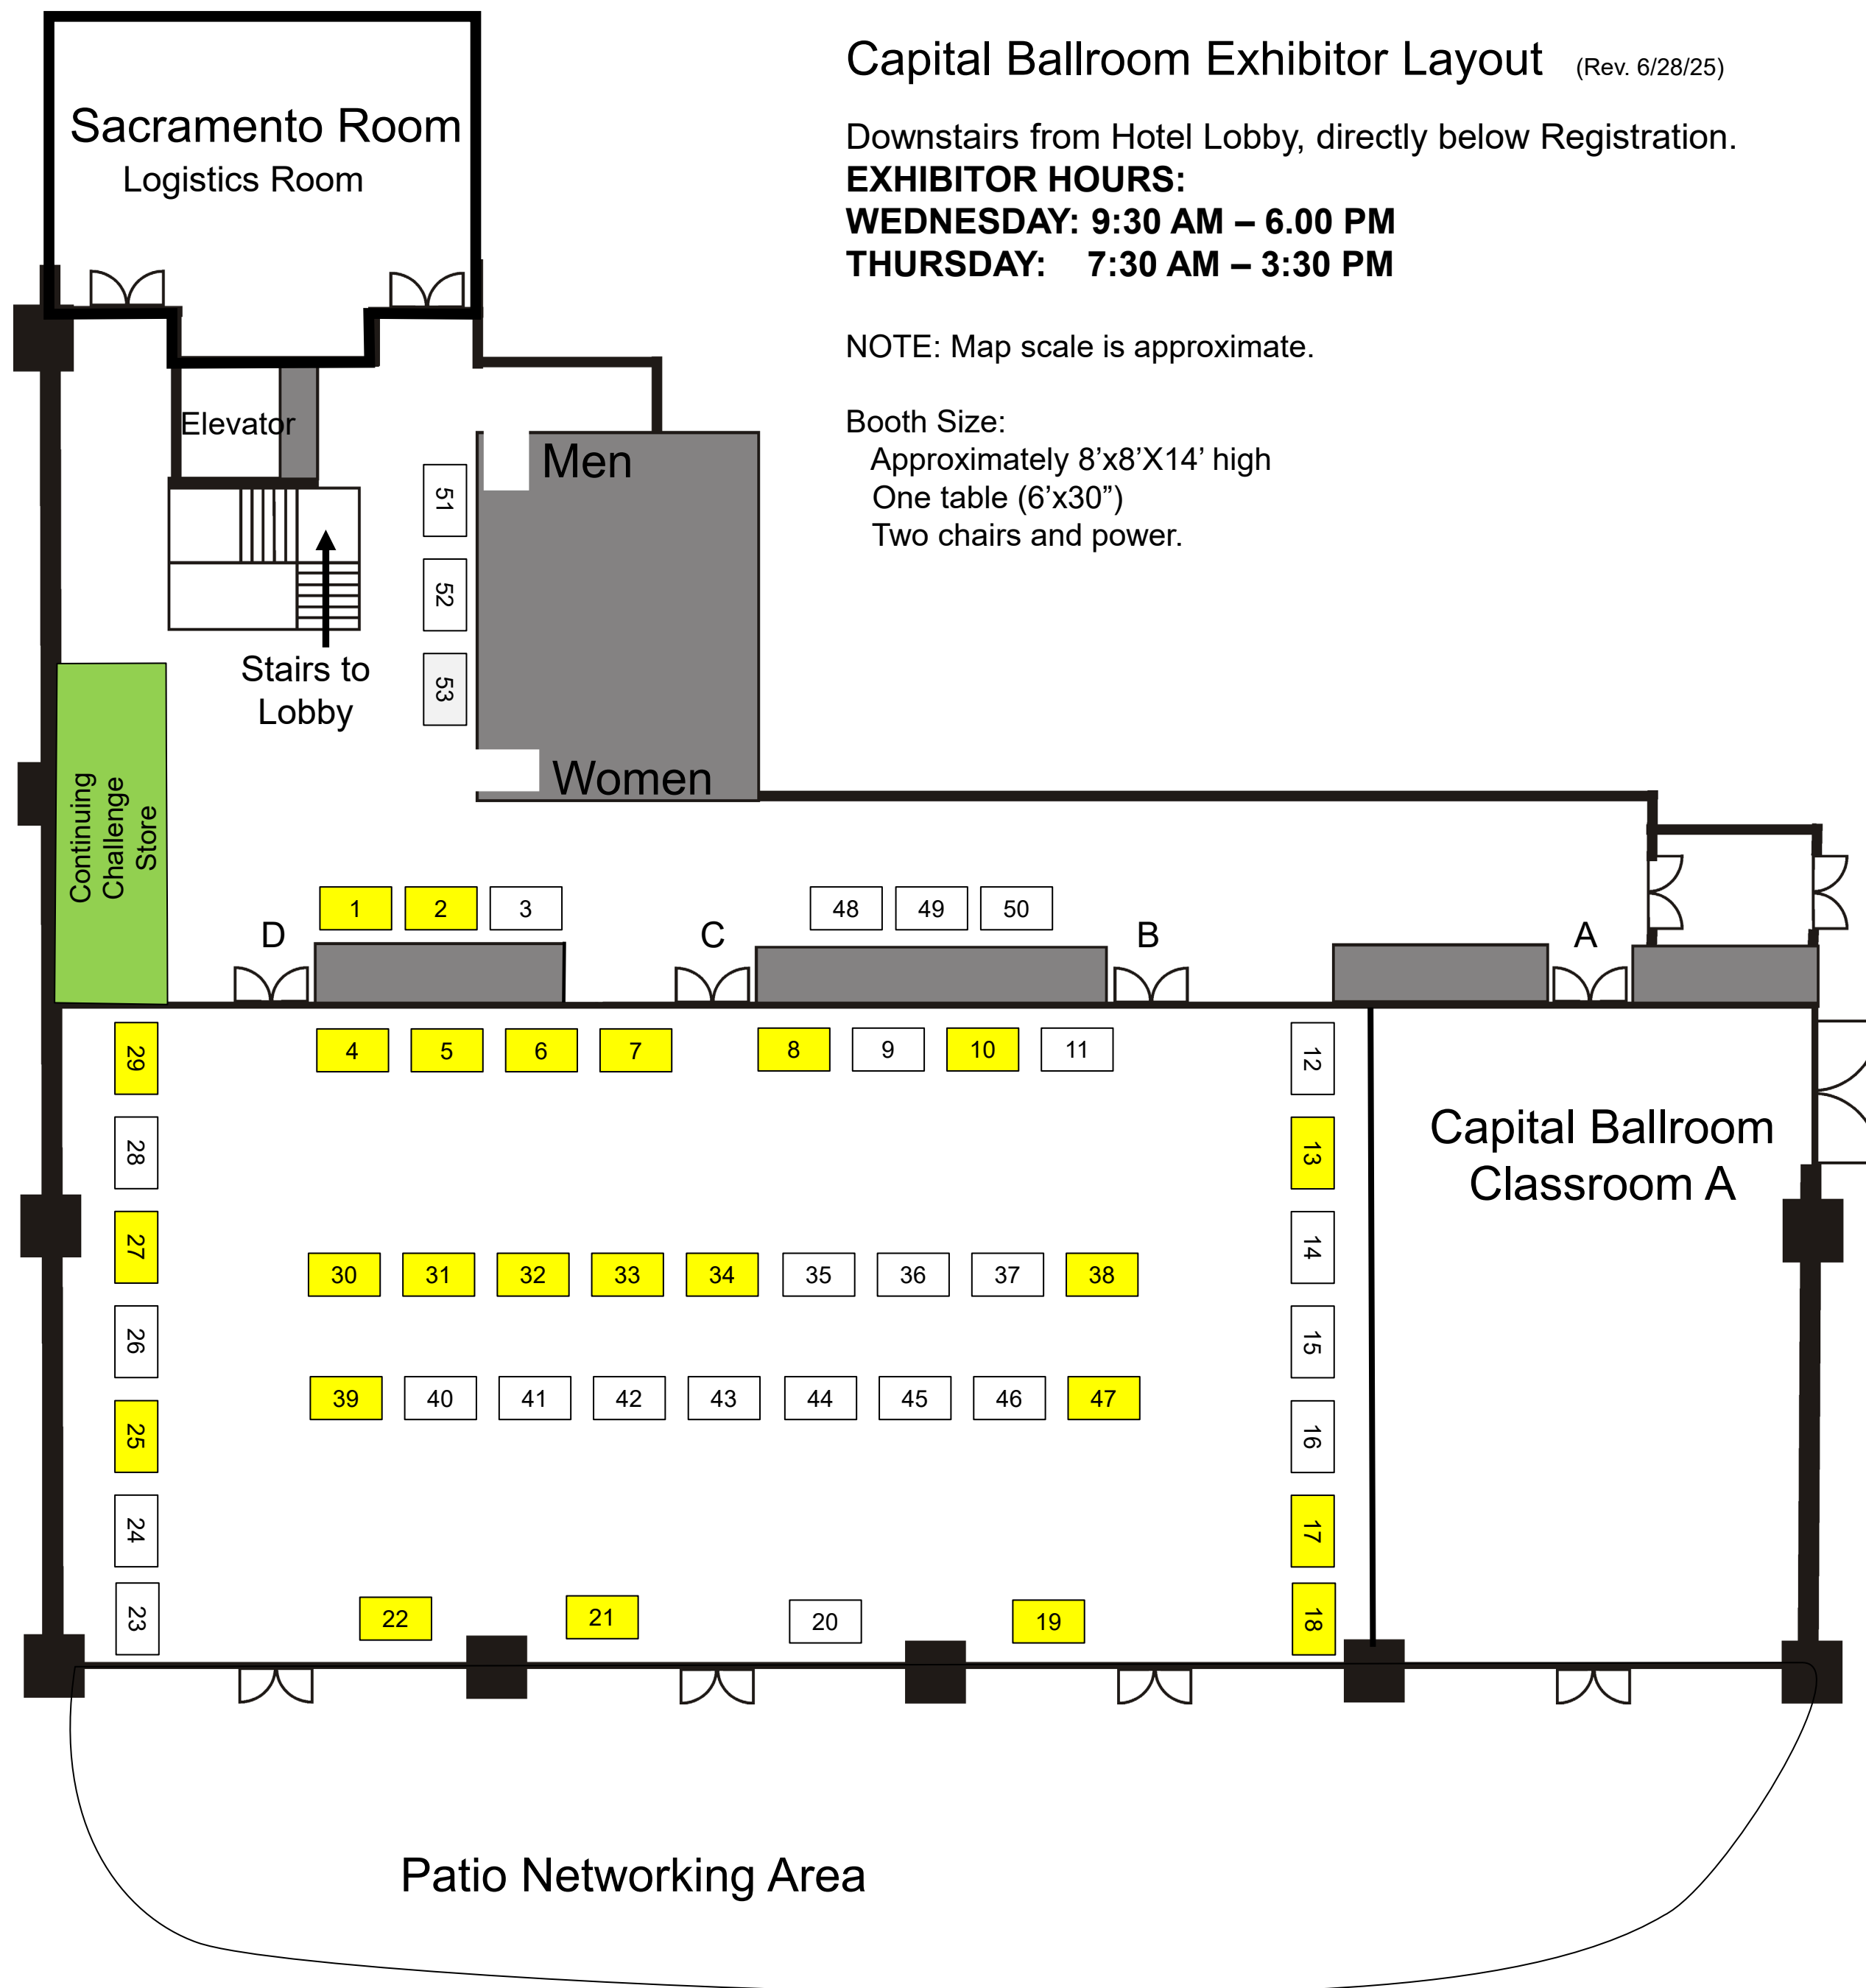 Capital Ballroom Exhibitor Layout (Rev. 6/28/25)
Downstairs from Hotel Lobby, directly below Registration.
EXHIBITOR HOURS:
WEDNESDAY: 9:30 AM – 6.00 PM
THURSDAY: 7:30 AM – 3:30 PM
NOTE: Map scale is approximate.
Booth Size:
Approximately 8’x8’X14’ high
One table (6’x30”)
Two chairs and power.
Sacramento Room
Logistics Room
Elevator
Men
51
52
53
Stairs to
Lobby
Women
Continuing
Challenge
Store
1
2
3
48
49
50
D
C
B
A
4
5
6
7
8
9
10
11
12
13
14
15
16
17
18
29
28
27
26
25
24
23
Capital Ballroom
Classroom A
30
31
32
33
34
35
36
37
38
39
40
41
42
43
44
45
46
47
22
21
20
19
Patio Networking Area